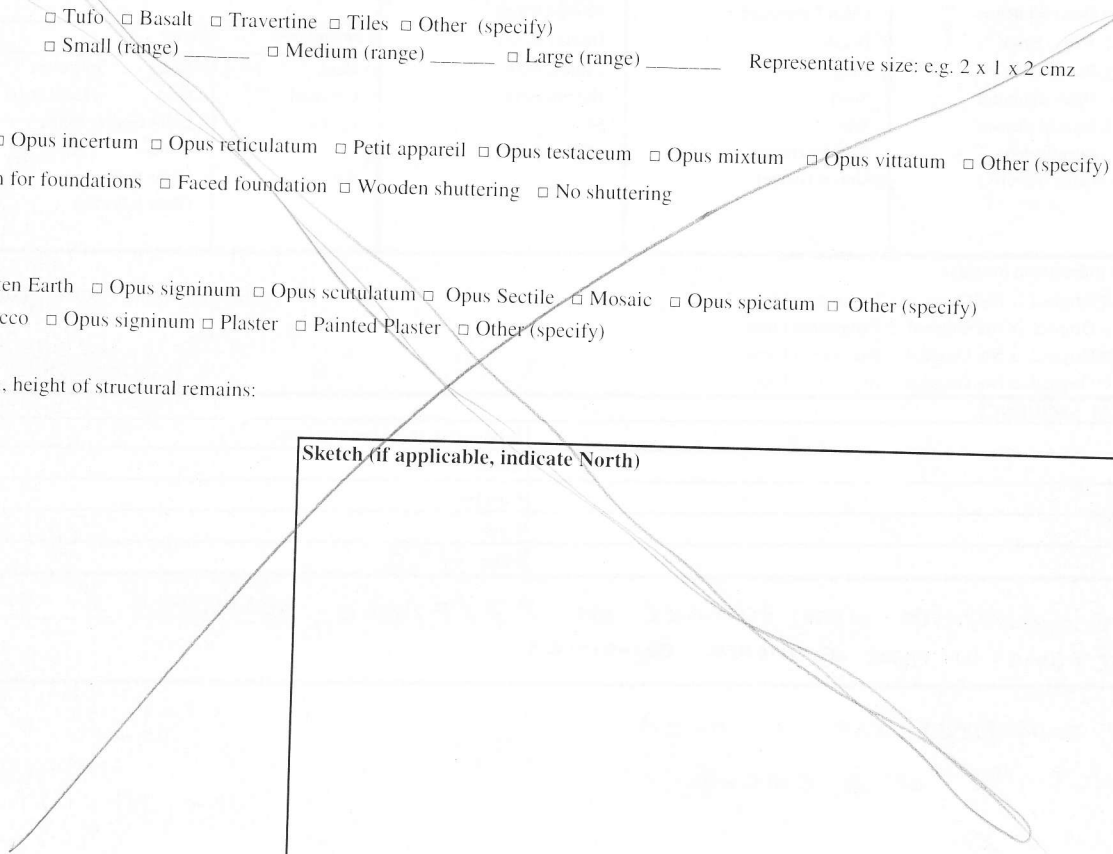 □ Tufo □ Basalt □ Travertine □ Tiles □ Other (specify)
□ Small (range) ______ □ Medium (range) ______ □ Large (range) _______ Representative size: e.g. 2 x 1 x 2 cmz
□ Opus incertum □ Opus reticulatum □ Petit appareil □ Opus testaceum □ Opus mixtum □ Opus vittatum □ Other (specify)
for foundations □ Faced foundation □ Wooden shuttering □ No shuttering
en Earth □ Opus signinum □ Opus scutulatum □ Opus Sectile □ Mosaic □ Opus spicatum □ Other (specify)
cco □ Opus signinum □ Plaster □ Painted Plaster □ Other (specify)
, height of structural remains:
Sketch (if applicable, indicate North)